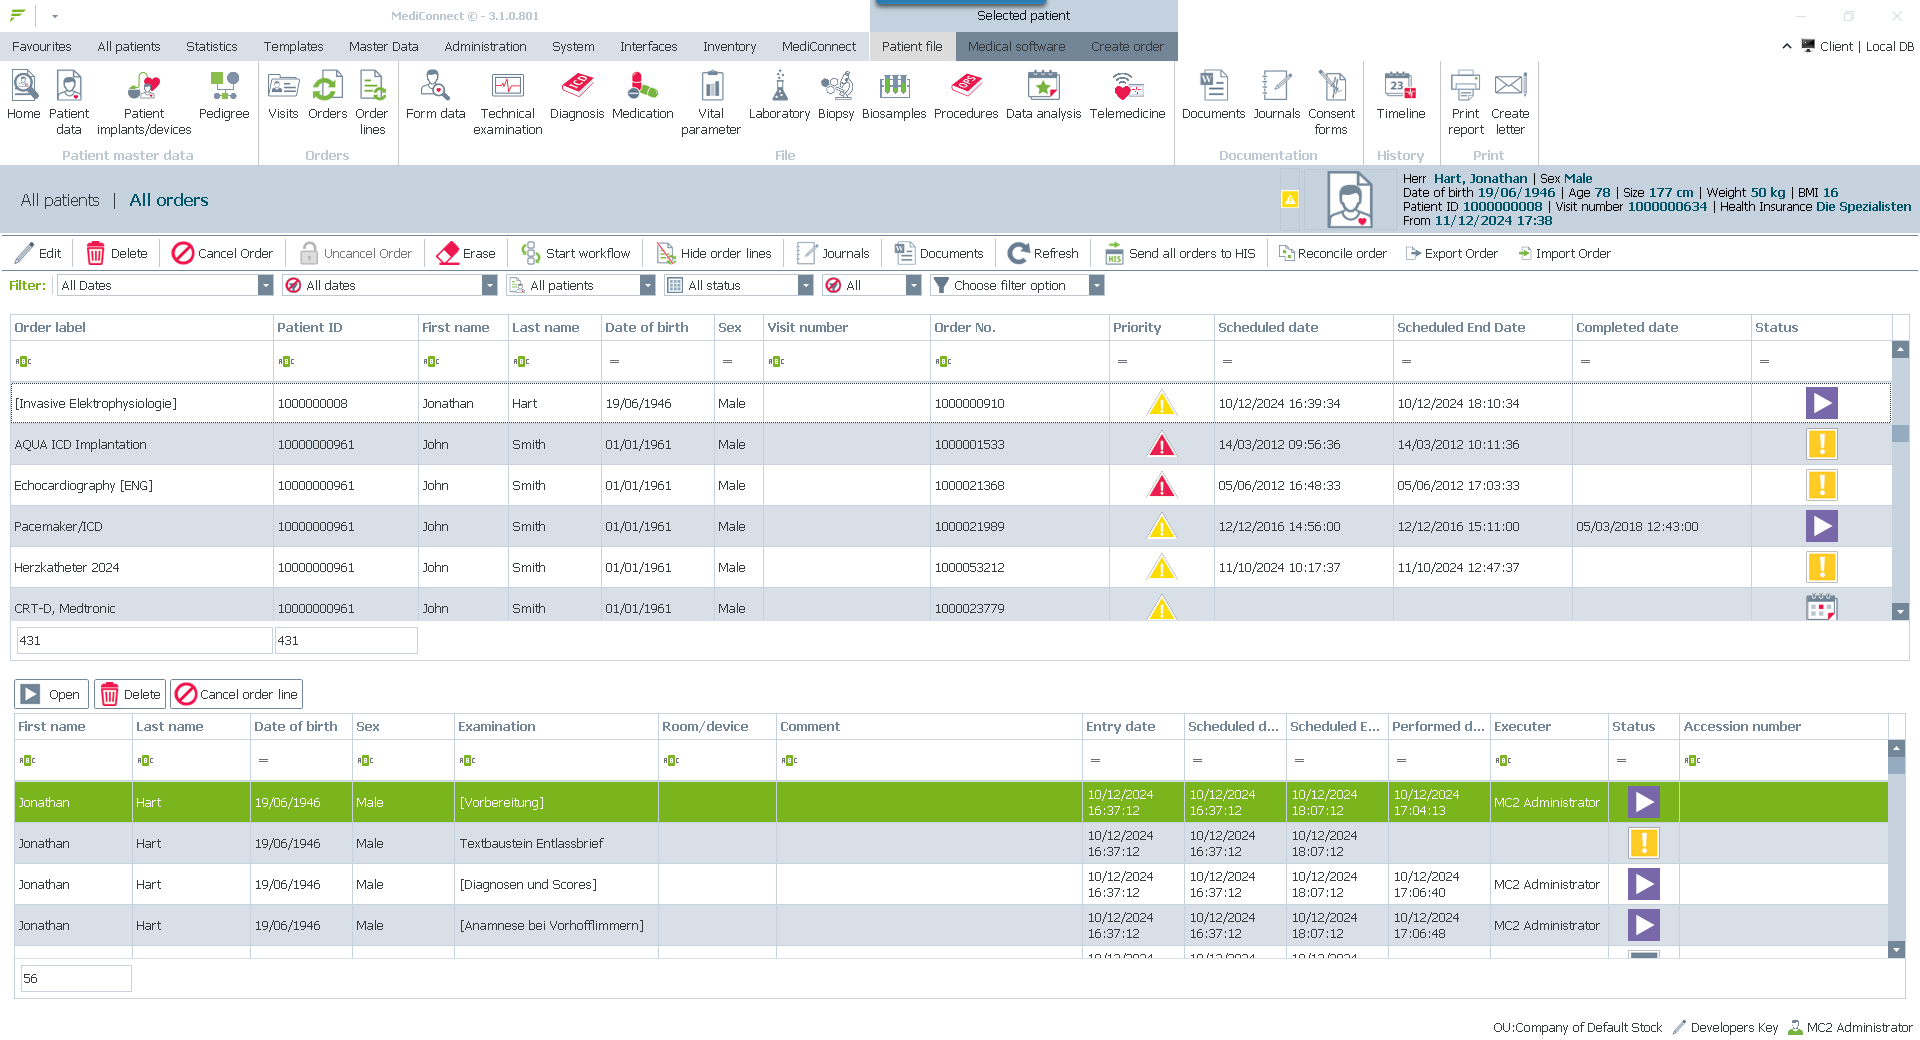 MediConnect © - 3.1.0.801
Selected patient
Favourites All patients Statistics Templates Master Data Administration System Interfaces Inventory MediConnect Patient file Medical software Create order Client | Local DB
Home Patient data Patient implants/devices Pedigree Visits Orders Order lines Form data Technical examination Diagnosis Medication Vital parameter Laboratory Biopsy Biosamples Procedures Data analysis Telemedicine Documents Journals Consent forms Timeline Print report Create letter
Patient master data Orders File Documentation History Print
All patients | All orders
Herr Hart, Jonathan | Sex Male
Date of birth 19/06/1946 | Age 78 | Size 177 cm | Weight 50 kg | BMI 16
Patient ID 1000000008 | Visit number 1000000634 | Health Insurance Die Spezialisten
From 11/12/2024 17:38
Edit Delete Cancel Order Uncancel Order Erase Start workflow Hide order lines Journals Documents Refresh Send all orders to HIS Reconcile order Export Order Import Order
Filter: All Dates All dates All patients All status All Choose filter option
Order label Patient ID First name Last name Date of birth Sex Visit number Order No. Priority Scheduled date Scheduled End Date Completed date Status
[Invasive Elektrophysiologie] 1000000008 Jonathan Hart 19/06/1946 Male 1000000910 10/12/2024 16:39:34 10/12/2024 18:10:34
AQUA ICD Implantation 10000000961 John Smith 01/01/1961 Male 1000001533 14/03/2012 09:56:36 14/03/2012 10:11:36
Echocardiography [ENG] 10000000961 John Smith 01/01/1961 Male 1000021368 05/06/2012 16:48:33 05/06/2012 17:03:33
Pacemaker/ICD 10000000961 John Smith 01/01/1961 Male 1000021989 12/12/2016 14:56:00 12/12/2016 15:11:00 05/03/2018 12:43:00
Herzkatheter 2024 10000000961 John Smith 01/01/1961 Male 1000053212 11/10/2024 10:17:37 11/10/2024 12:47:37
CRT-D, Medtronic 10000000961 John Smith 01/01/1961 Male 1000023779
431 431
Open Delete Cancel order line
First name Last name Date of birth Sex Examination Room/device Comment Entry date Scheduled d... Scheduled E... Performed d... Executer Status Accession number
Jonathan Hart 19/06/1946 Male [Vorbereitung] 10/12/2024 16:37:12 10/12/2024 16:37:12 10/12/2024 18:07:12 10/12/2024 17:04:13 MC2 Administrator
Jonathan Hart 19/06/1946 Male Textbaustein Entlassbrief 10/12/2024 16:37:12 10/12/2024 16:37:12 10/12/2024 18:07:12
Jonathan Hart 19/06/1946 Male [Diagnosen und Scores] 10/12/2024 16:37:12 10/12/2024 16:37:12 10/12/2024 18:07:12 10/12/2024 17:06:40 MC2 Administrator
Jonathan Hart 19/06/1946 Male [Anamnese bei Vorhofflimmern] 10/12/2024 16:37:12 10/12/2024 16:37:12 10/12/2024 18:07:12 10/12/2024 17:06:48 MC2 Administrator
56
OU:Company of Default Stock Developers Key MC2 Administrator